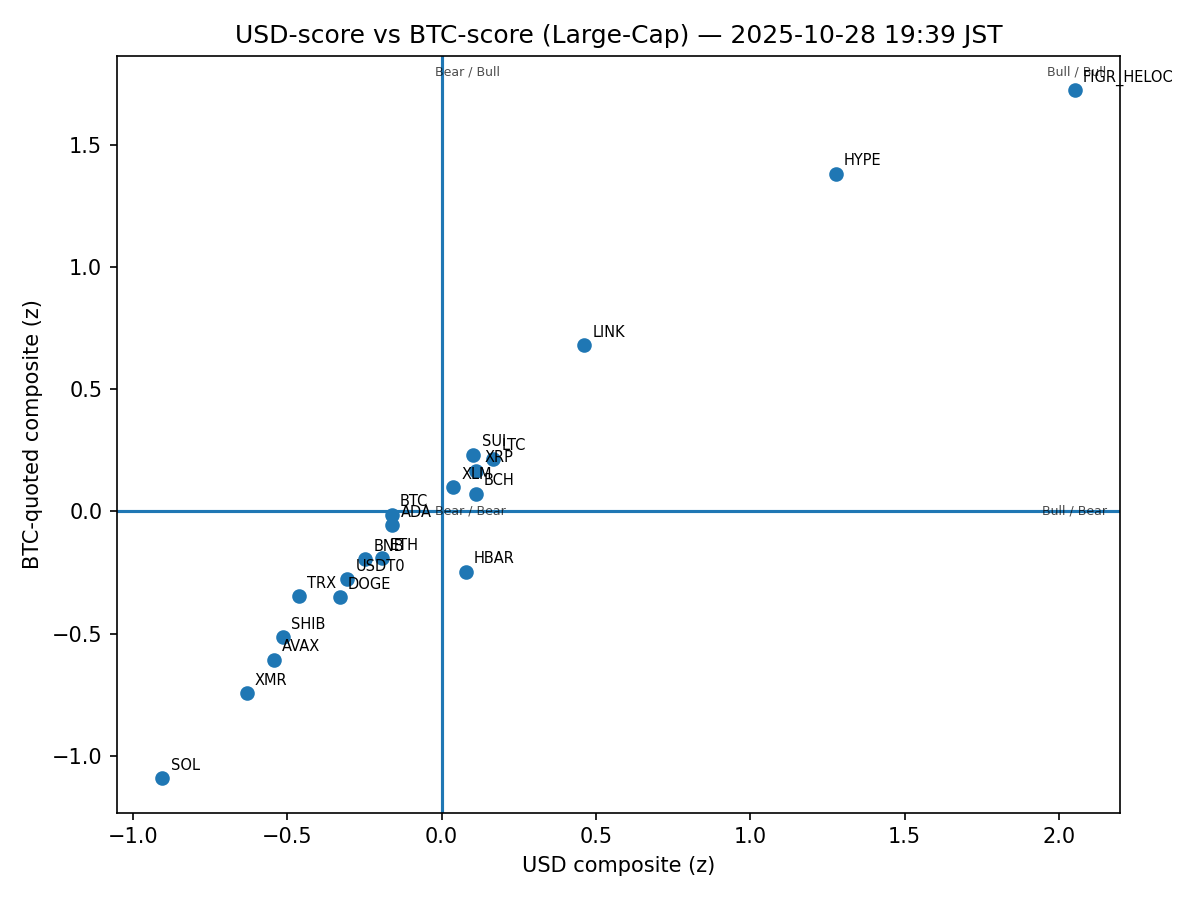 USD-score vs BTC-score (Large-Cap) — 2025-10-28 19:39 JST
Bear / Bull
Bull / Bull
FIGR_HELOC
HYPE
LINK
SUI
LTC
XRP
XLM
BCH
BTC
ADA
Bear / Bear
Bull / Bear
BNB
ETH
HBAR
USDT0
TRX
DOGE
SHIB
AVAX
XMR
SOL
1.5
1.0
0.5
0.0
−0.5
−1.0
BTC-quoted composite (z)
−1.0
−0.5
0.0
0.5
1.0
1.5
2.0
USD composite (z)